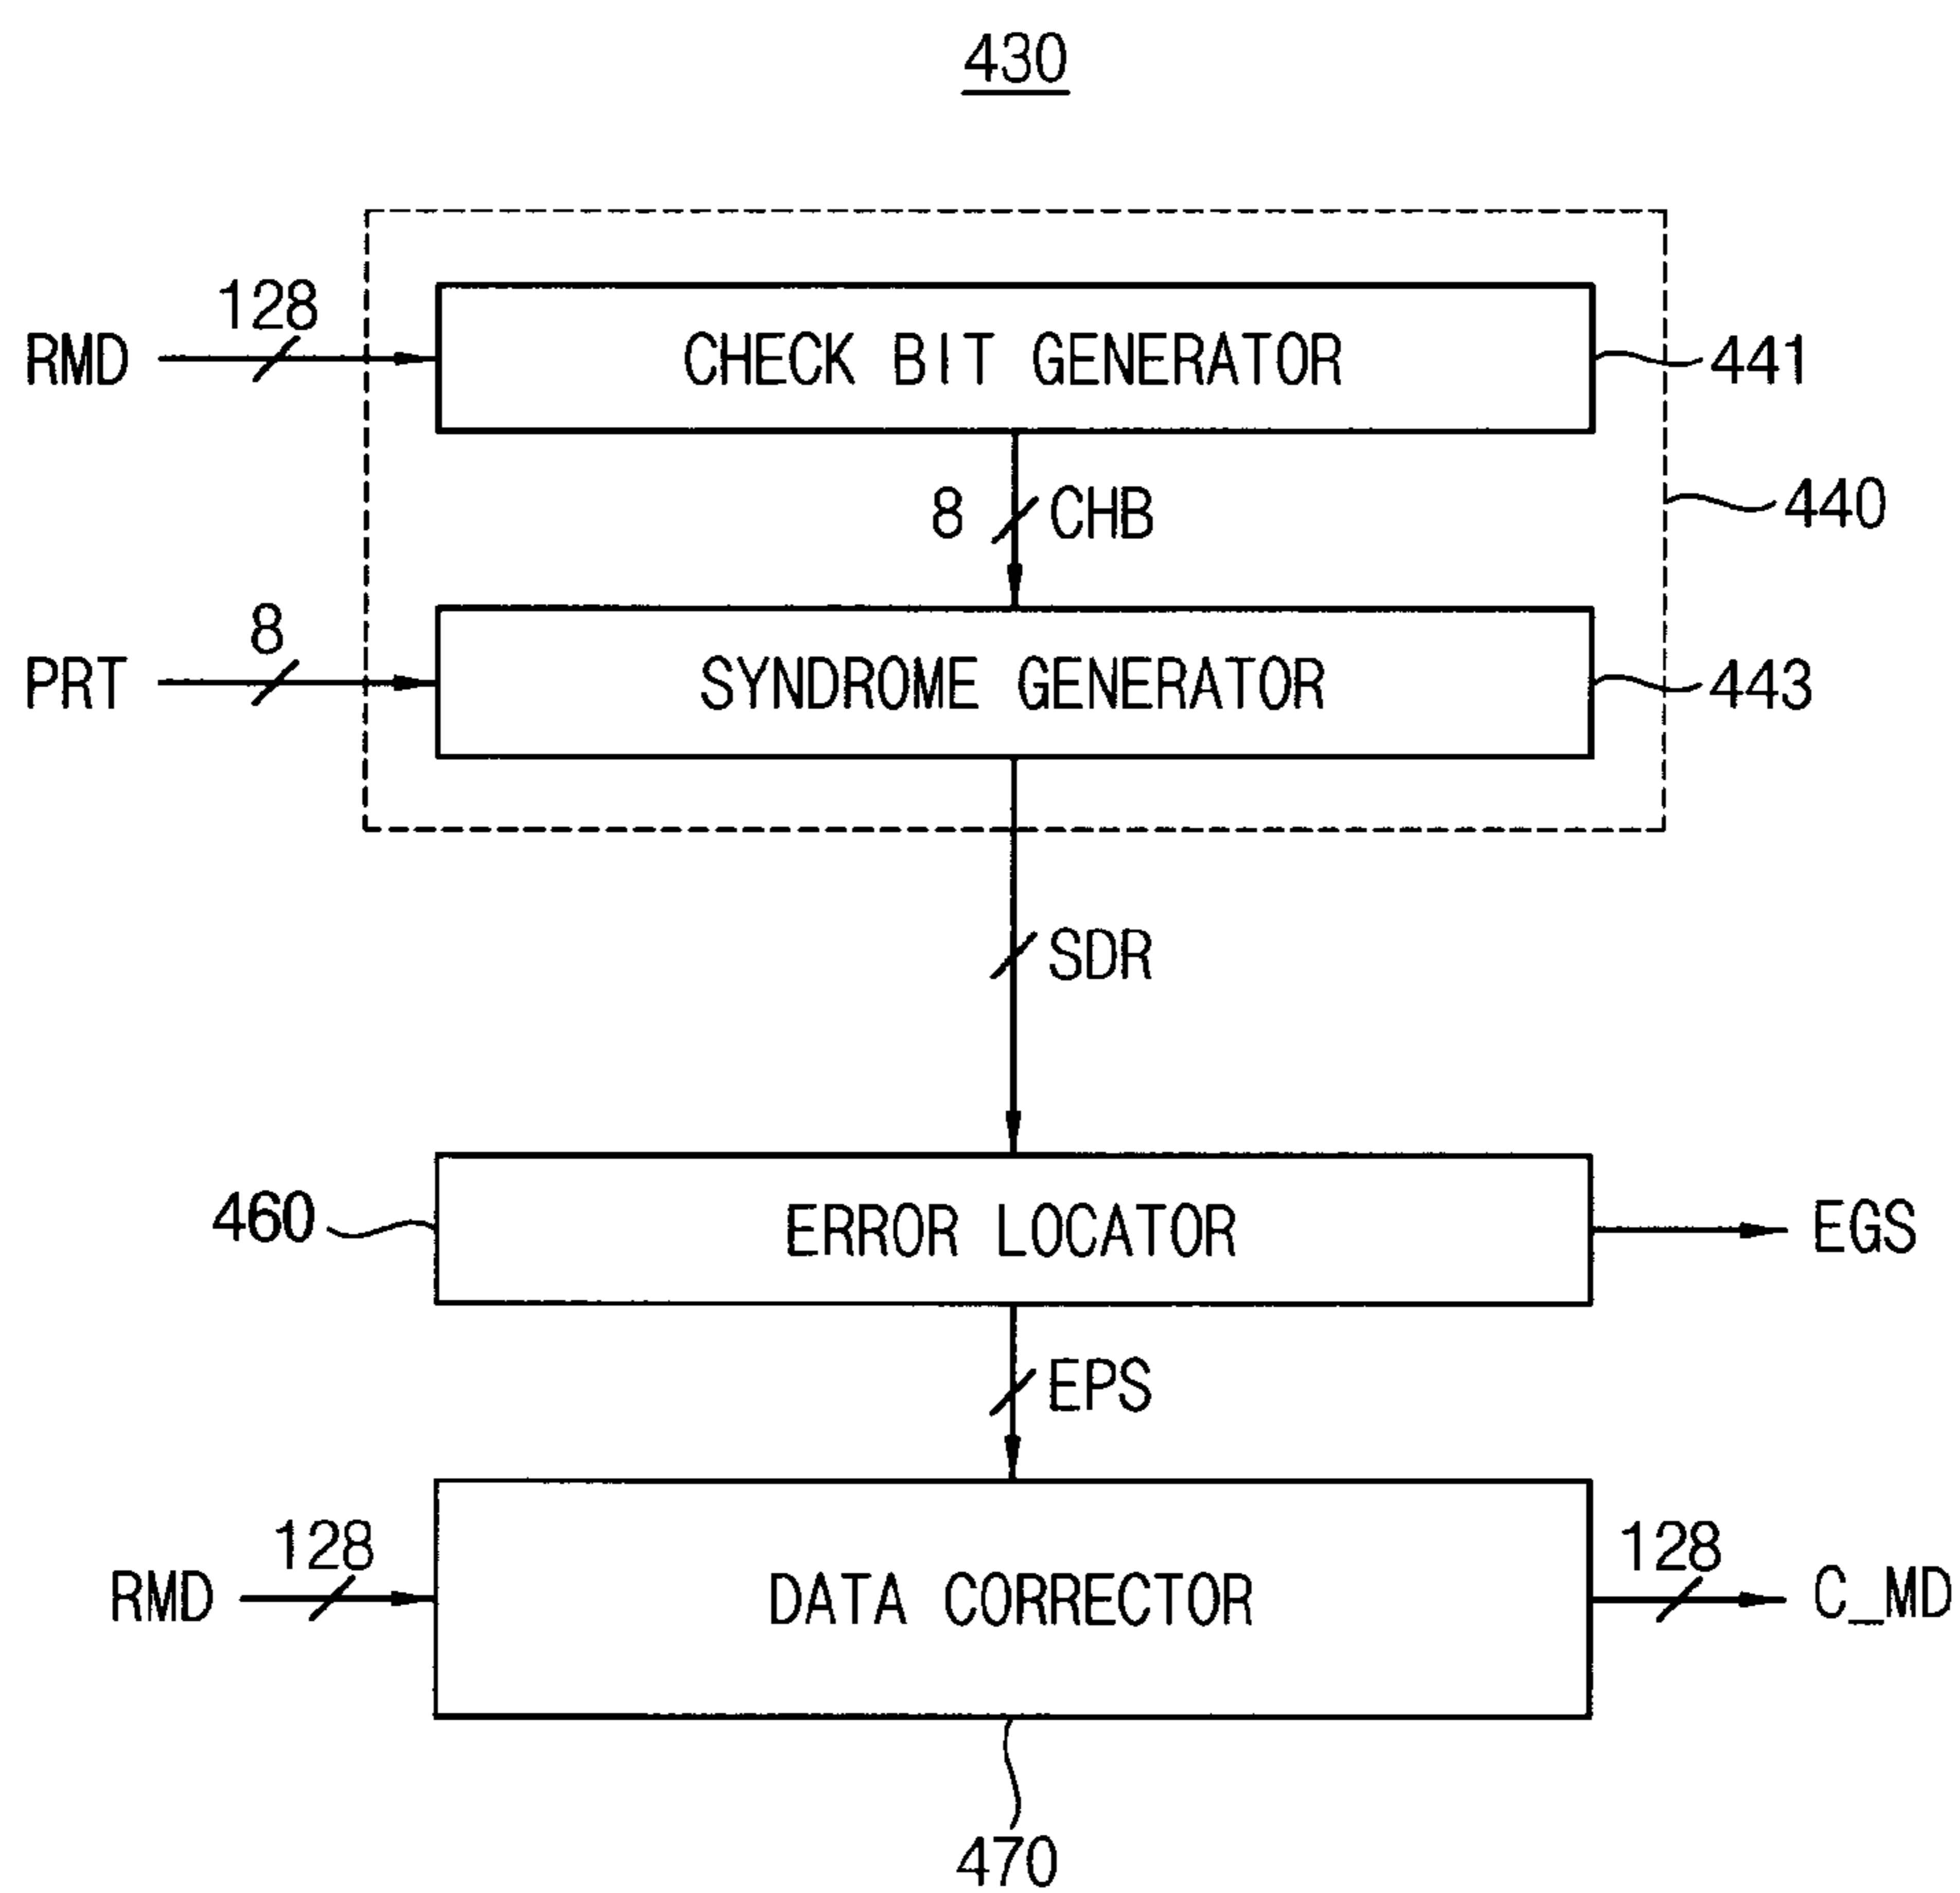 430
128
RMD
CHECK BIT GENERATOR
441
8
CHB
440
8
PRT
SYNDROME GENERATOR
443
SDR
460
ERROR LOCATOR
EGS
EPS
128
RMD
DATA CORRECTOR
128
C_MD
470